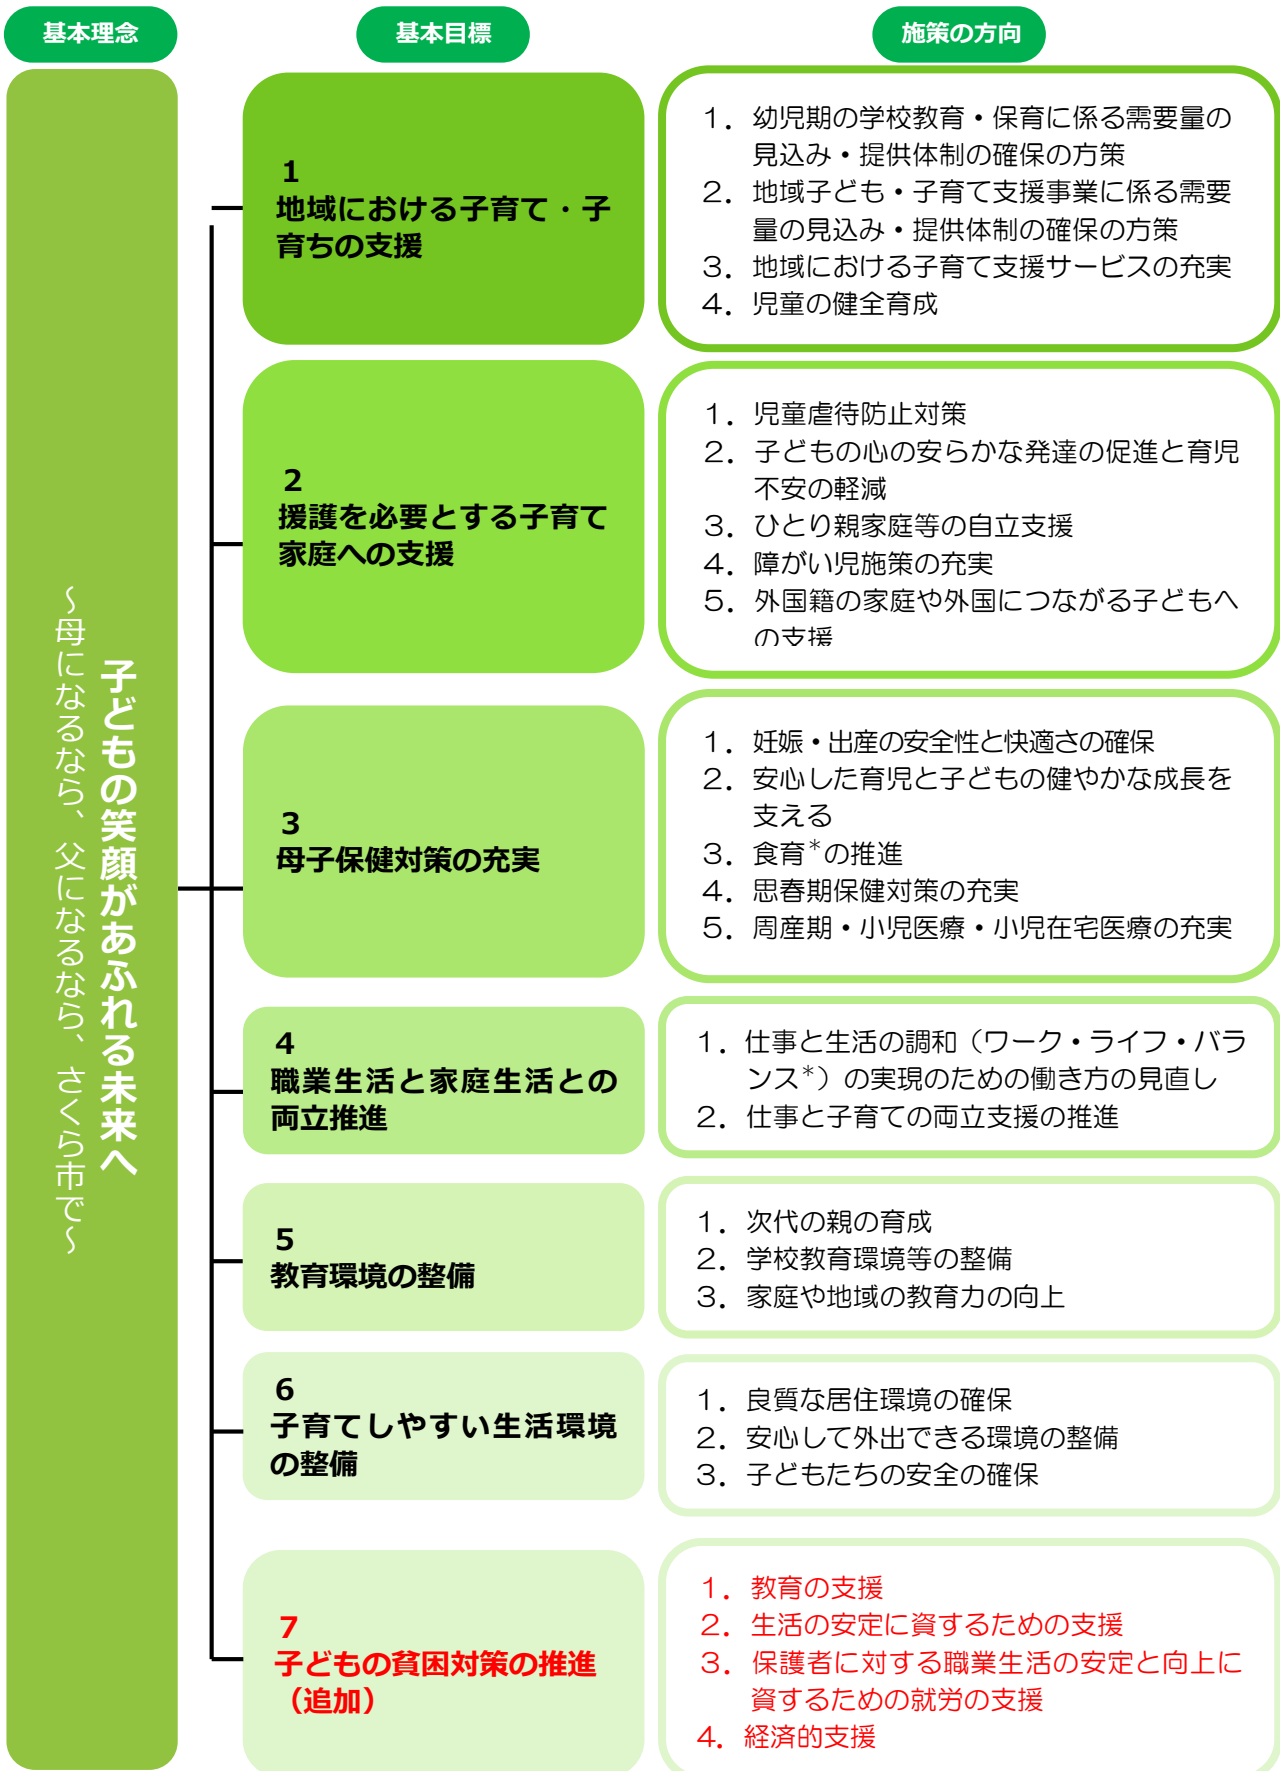 基本理念
基本目標
施策の方向
子どもの笑顔があふれる未来へ
～母になるなら、父になるなら、さくら市で～
1
地域における子育て・子
育ちの支援
１．幼児期の学校教育・保育に係る需要量の
見込み・提供体制の確保の方策
２．地域子ども・子育て支援事業に係る需要
量の見込み・提供体制の確保の方策
３．地域における子育て支援サービスの充実
４．児童の健全育成
2
援護を必要とする子育て
家庭への支援
１．児童虐待防止対策
２．子どもの心の安らかな発達の促進と育児
不安の軽減
３．ひとり親家庭等の自立支援
４．障がい児施策の充実
５．外国籍の家庭や外国につながる子どもへ
の支援
3
母子保健対策の充実
１．妊娠・出産の安全性と快適さの確保
２．安心した育児と子どもの健やかな成長を
支える
３．食育*の推進
４．思春期保健対策の充実
５．周産期・小児医療・小児在宅医療の充実
4
職業生活と家庭生活との
両立推進
１．仕事と生活の調和（ワーク・ライフ・バラ
ンス*）の実現のための働き方の見直し
２．仕事と子育ての両立支援の推進
5
教育環境の整備
１．次代の親の育成
２．学校教育環境等の整備
３．家庭や地域の教育力の向上
6
子育てしやすい生活環境
の整備
１．良質な居住環境の確保
２．安心して外出できる環境の整備
３．子どもたちの安全の確保
7
子どもの貧困対策の推進
（追加）
１．教育の支援
２．生活の安定に資するための支援
３．保護者に対する職業生活の安定と向上に
資するための就労の支援
４．経済的支援